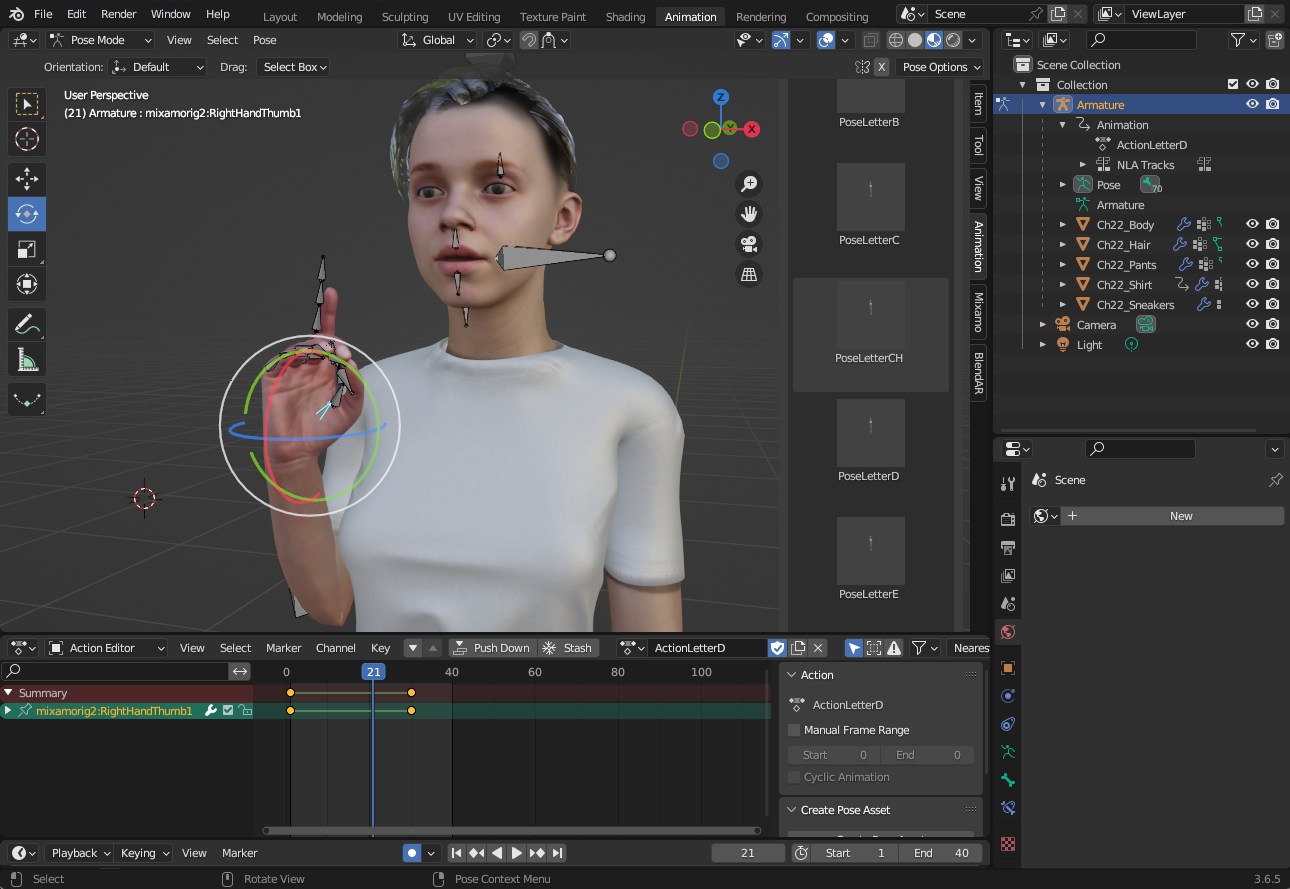 File Edit Render Window Help Layout Modeling Sculpting UV Editing Texture Paint Shading Animation Rendering Compositing Scene ViewLayer
Pose Mode View Select Pose Global
Orientation: Default Drag: Select Box X Pose Options
User Perspective
(21) Armature : mixamorig2:RightHandThumb1
Z
Y
X
PoseLetterB
PoseLetterC
PoseLetterCH
PoseLetterD
PoseLetterE
Item
Tool
View
Animation
Mixamo
BlendAR
Scene Collection
Collection
Armature
Animation
ActionLetterD
NLA Tracks
Pose 70
Armature
Ch22_Body
Ch22_Hair
Ch22_Pants
Ch22_Shirt
Ch22_Sneakers
Camera
Light
Scene
New
Action Editor View Select Marker Channel Key Push Down Stash ActionLetterD Neares
0 21 40 60 80 100
Summary
mixamorig2:RightHandThumb1
Action
ActionLetterD
Manual Frame Range
Start 0 End 0
Cyclic Animation
Create Pose Asset
Playback Keying View Marker 21 Start 1 End 40
Select Rotate View Pose Context Menu 3.6.5